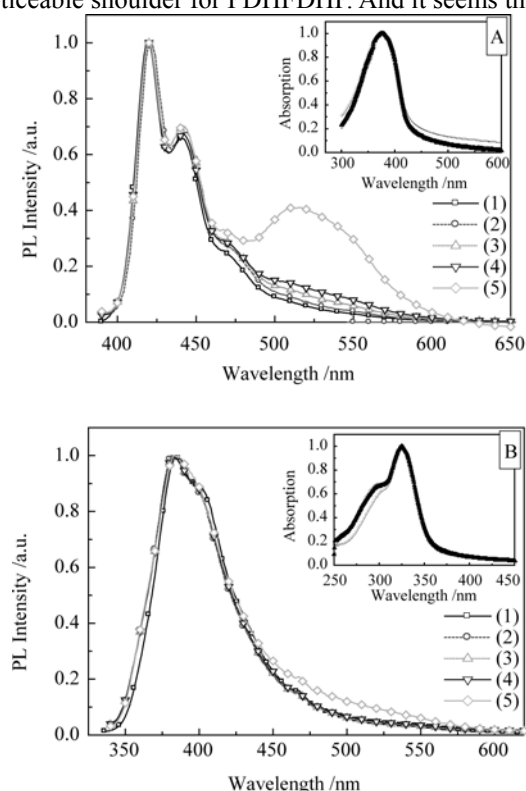 ticeable shoulder for PDHFDHF. And it seems th
A
1.0
0.8
0.6
0.4
0.2
0.0
PL Intensity /a.u.
1.0
0.8
0.6
0.4
0.2
0.0
Absorption
300 400 500 600
Wavelength /nm
(1)
(2)
(3)
(4)
(5)
400 450 500 550 600 650
Wavelength /nm
B
1.0
0.8
0.6
0.4
0.2
0.0
PL Intensity /a.u.
1.0
0.8
0.6
0.4
0.2
0.0
Absorption
250 300 350 400 450
Wavelength /nm
(1)
(2)
(3)
(4)
(5)
350 400 450 500 550 600
Wavelength /nm